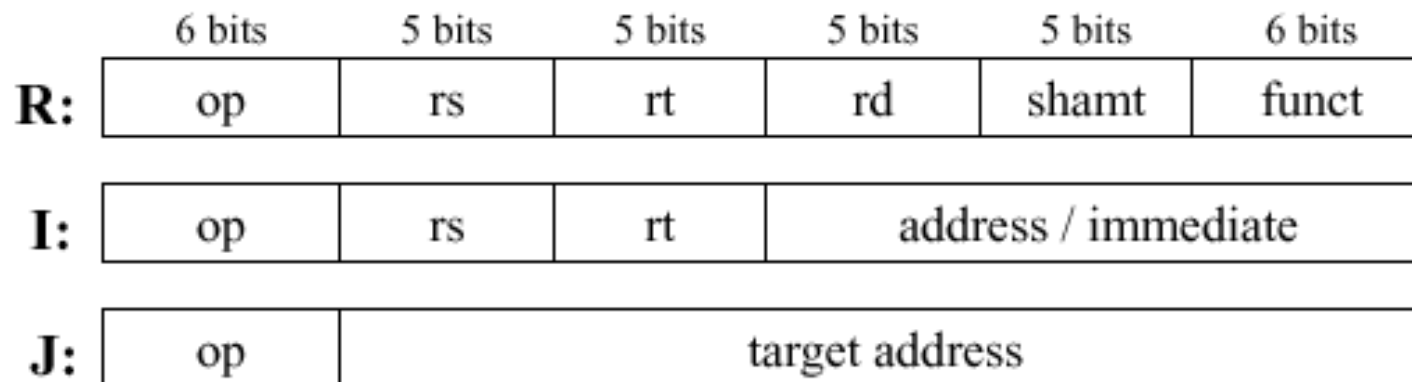 6 bits 5 bits 5 bits 5 bits 5 bits 6 bits
R: op rs rt rd shamt funct
I: op rs rt address / immediate
J: op target address